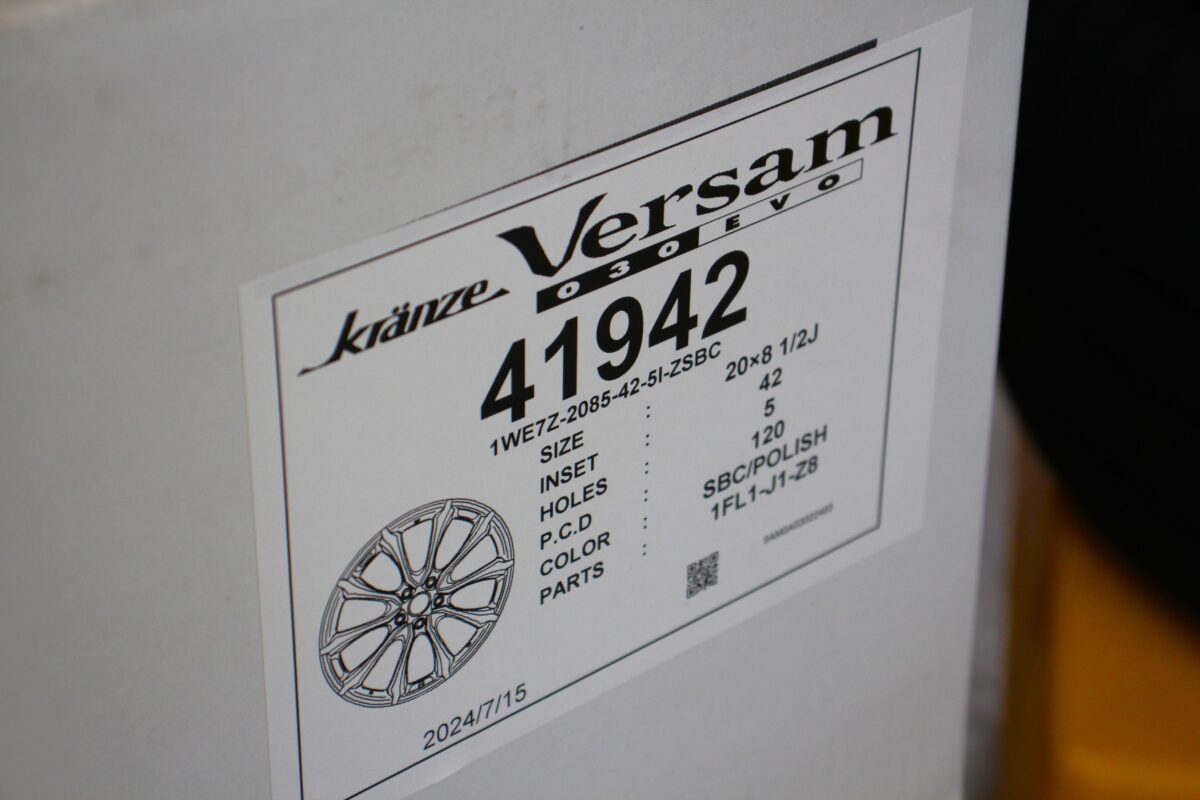 kränze Versam
030 EVO
41942
1WE7Z-2085-42-5I-ZSBC
SIZE : 20×8 1/2J
INSET : 42
HOLES : 5
P.C.D : 120
COLOR : SBC/POLISH
PARTS : 1FL1-J1-Z8
2024/7/15